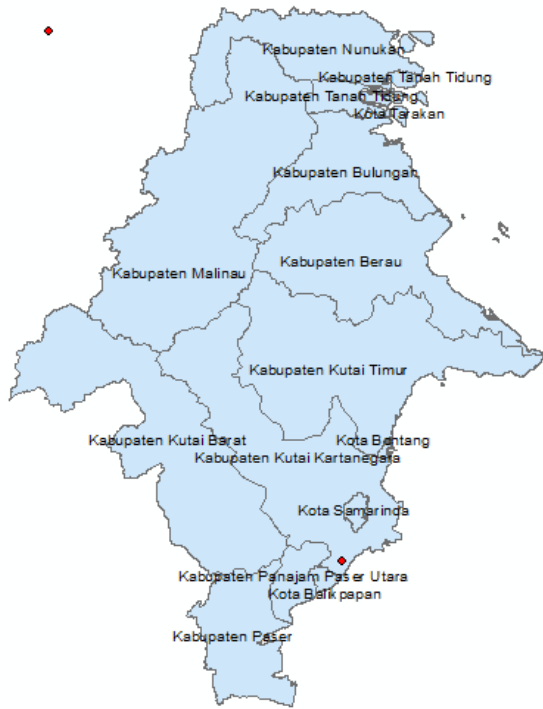 Kabupaten Nunukan
Kabupaten Tanah Tidung
Kabupaten Tanah Tidung
Kota Tarakan
Kabupaten Bulungan
Kabupaten Berau
Kabupaten Malinau
Kabupaten Kutai Timur
Kabupaten Kutai Barat
Kota Bontang
Kabupaten Kutai Kartanegara
Kota Samarinda
Kabupaten Panajam Paser Utara
Kota Balikpapan
Kabupaten Paser